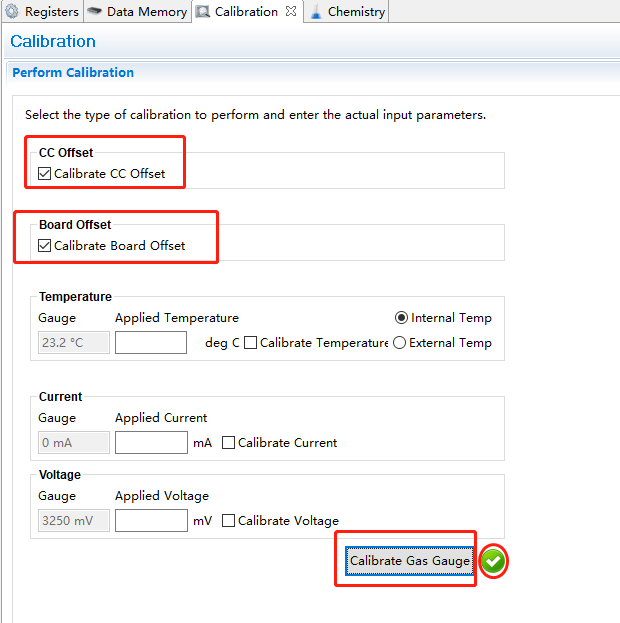 Registers Data Memory Calibration Chemistry
Calibration
Perform Calibration
Select the type of calibration to perform and enter the actual input parameters.
CC Offset
Calibrate CC Offset
Board Offset
Calibrate Board Offset
Temperature
Gauge Applied Temperature Internal Temp
23.2 °C deg C Calibrate Temperature External Temp
Current
Gauge Applied Current
0 mA mA Calibrate Current
Voltage
Gauge Applied Voltage
3250 mV mV Calibrate Voltage
Calibrate Gas Gauge